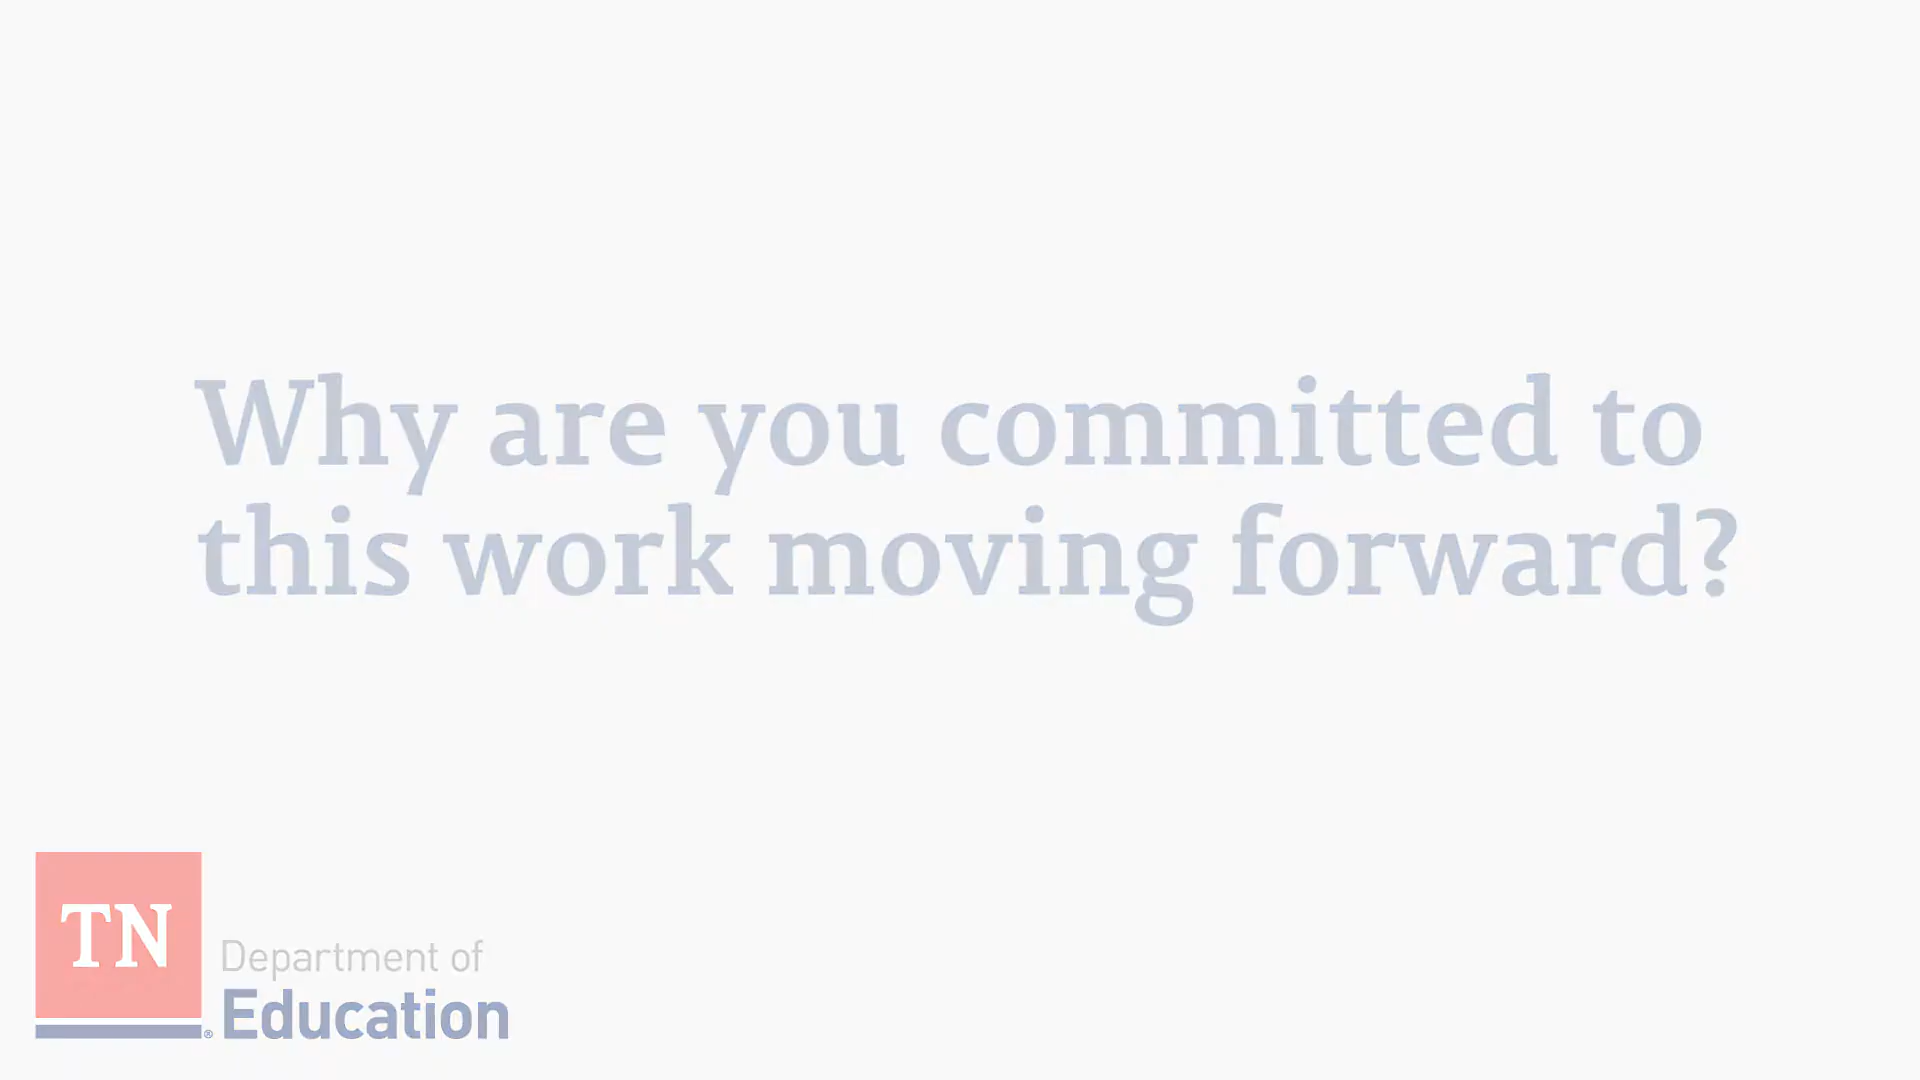 Why are you committed to
this work moving forward?
TN
Department of
® Education